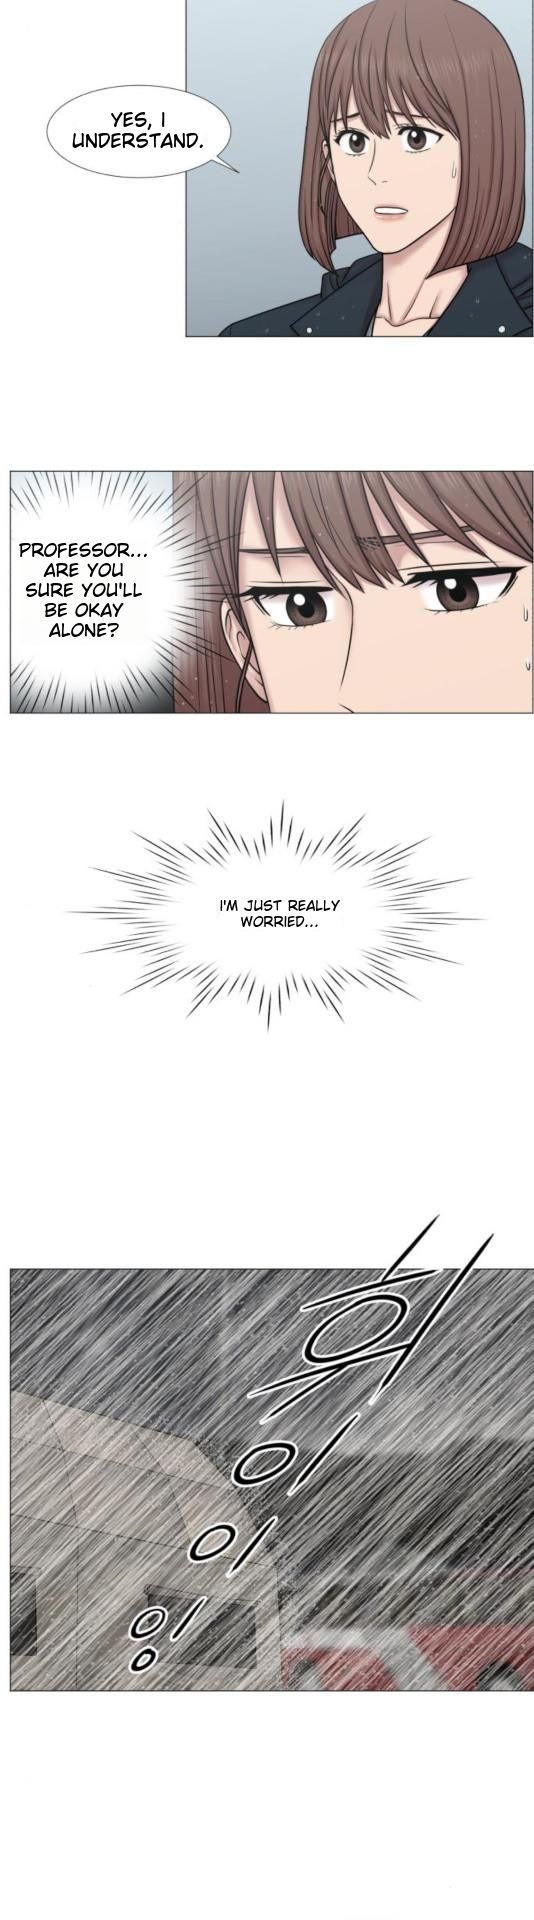 YES, I
UNDERSTAND.
PROFESSOR...
ARE YOU
SURE YOU'LL
BE OKAY
ALONE?
I'M JUST REALLY
WORRIED...
휘
이
이
잉